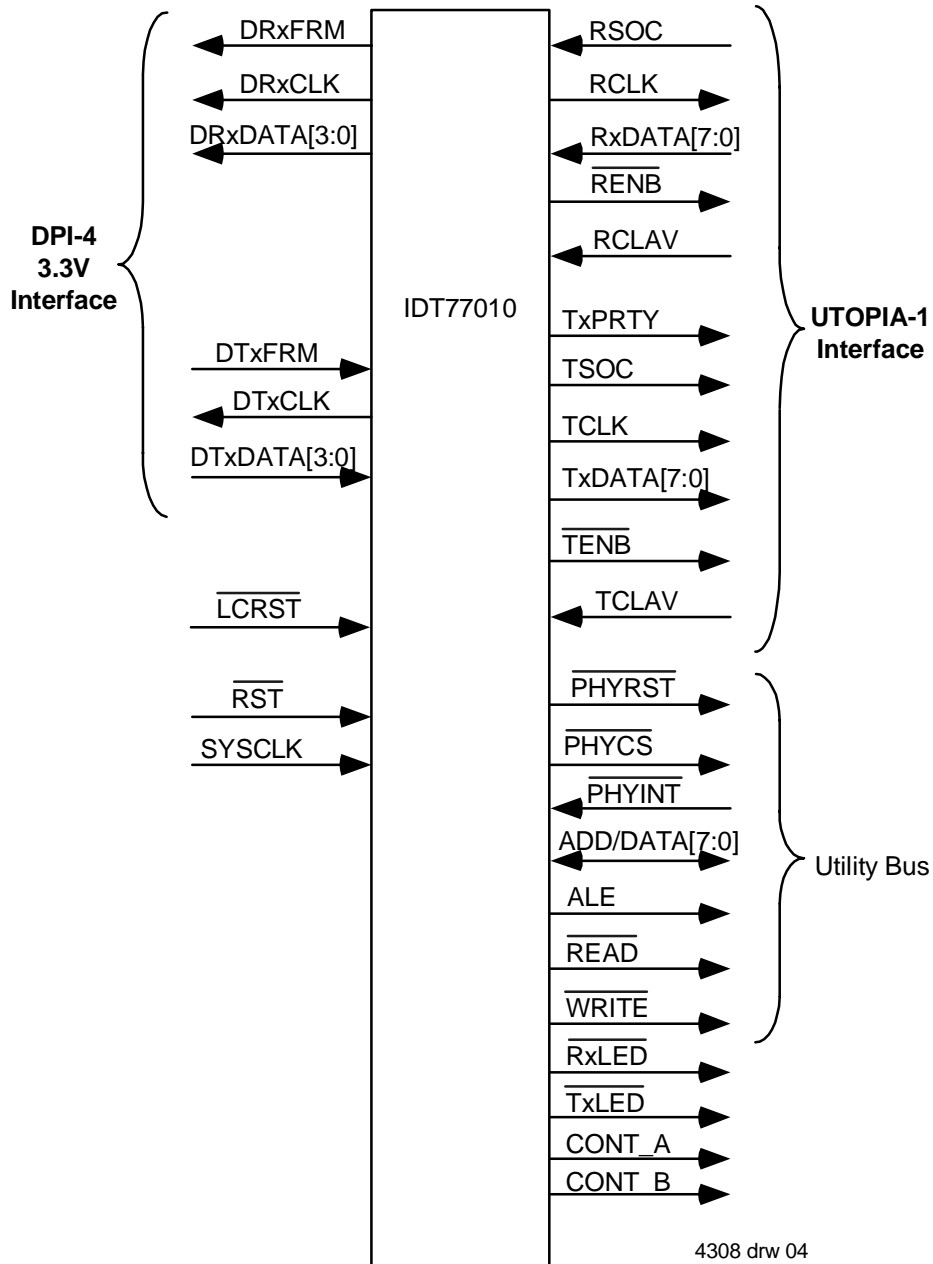 DRxFRM
DRxCLK
DRxDATA[3:0]
DPI-4
3.3V
Interface
DTxFRM
DTxCLK
DTxDATA[3:0]
LCRST
RST
SYSCLK
IDT77010
RSOC
RCLK
RxDATA[7:0]
RENB
RCLAV
TxPRTY
TSOC
TCLK
TxDATA[7:0]
TENB
TCLAV
UTOPIA-1
Interface
PHYRST
PHYCS
PHYINT
ADD/DATA[7:0]
ALE
READ
WRITE
Utility Bus
RxLED
TxLED
CONT_A
CONT_B
4308 drw 04